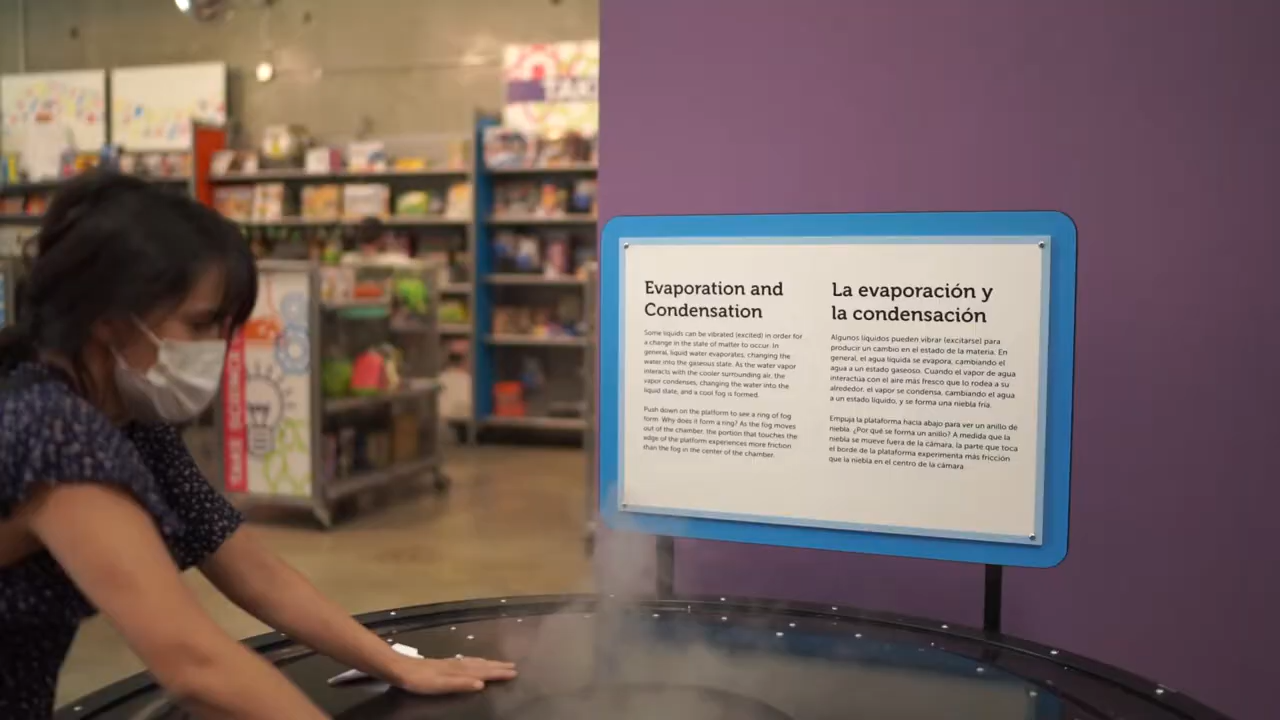 TAK
Evaporation and
Condensation
Some liquids can be vibrated (excited) in order for
a change in the state of matter to occur. In
general, liquid water evaporates, changing the
water into the gaseous state. As the water vapor
interacts with the cooler surrounding air, the
vapor condenses, changing the water into the
liquid state, and a cool fog is formed.
Push down on the platform to see a ring of fog
form. Why does it form a ring? As the fog moves
out of the chamber, the portion that touches the
edge of the platform experiences more friction
than the fog in the center of the chamber.
La evaporación y
la condensación
Algunos líquidos pueden vibrar (excitarse) para
producir un cambio en el estado de la materia. En
general, el agua líquida se evapora, cambiando el
agua a un estado gaseoso. Cuando el vapor de agua
interactúa con el aire más fresco que lo rodea a su
alrededor, el vapor se condensa, cambiando el agua
a un estado líquido, y se forma una niebla fría.
Empuja la plataforma hacia abajo para ver un anillo de
niebla. ¿Por qué se forma un anillo? A medida que la
niebla se mueve fuera de la cámara, la parte que toca
el borde de la plataforma experimenta más fricción
que la niebla en el centro de la cámara.